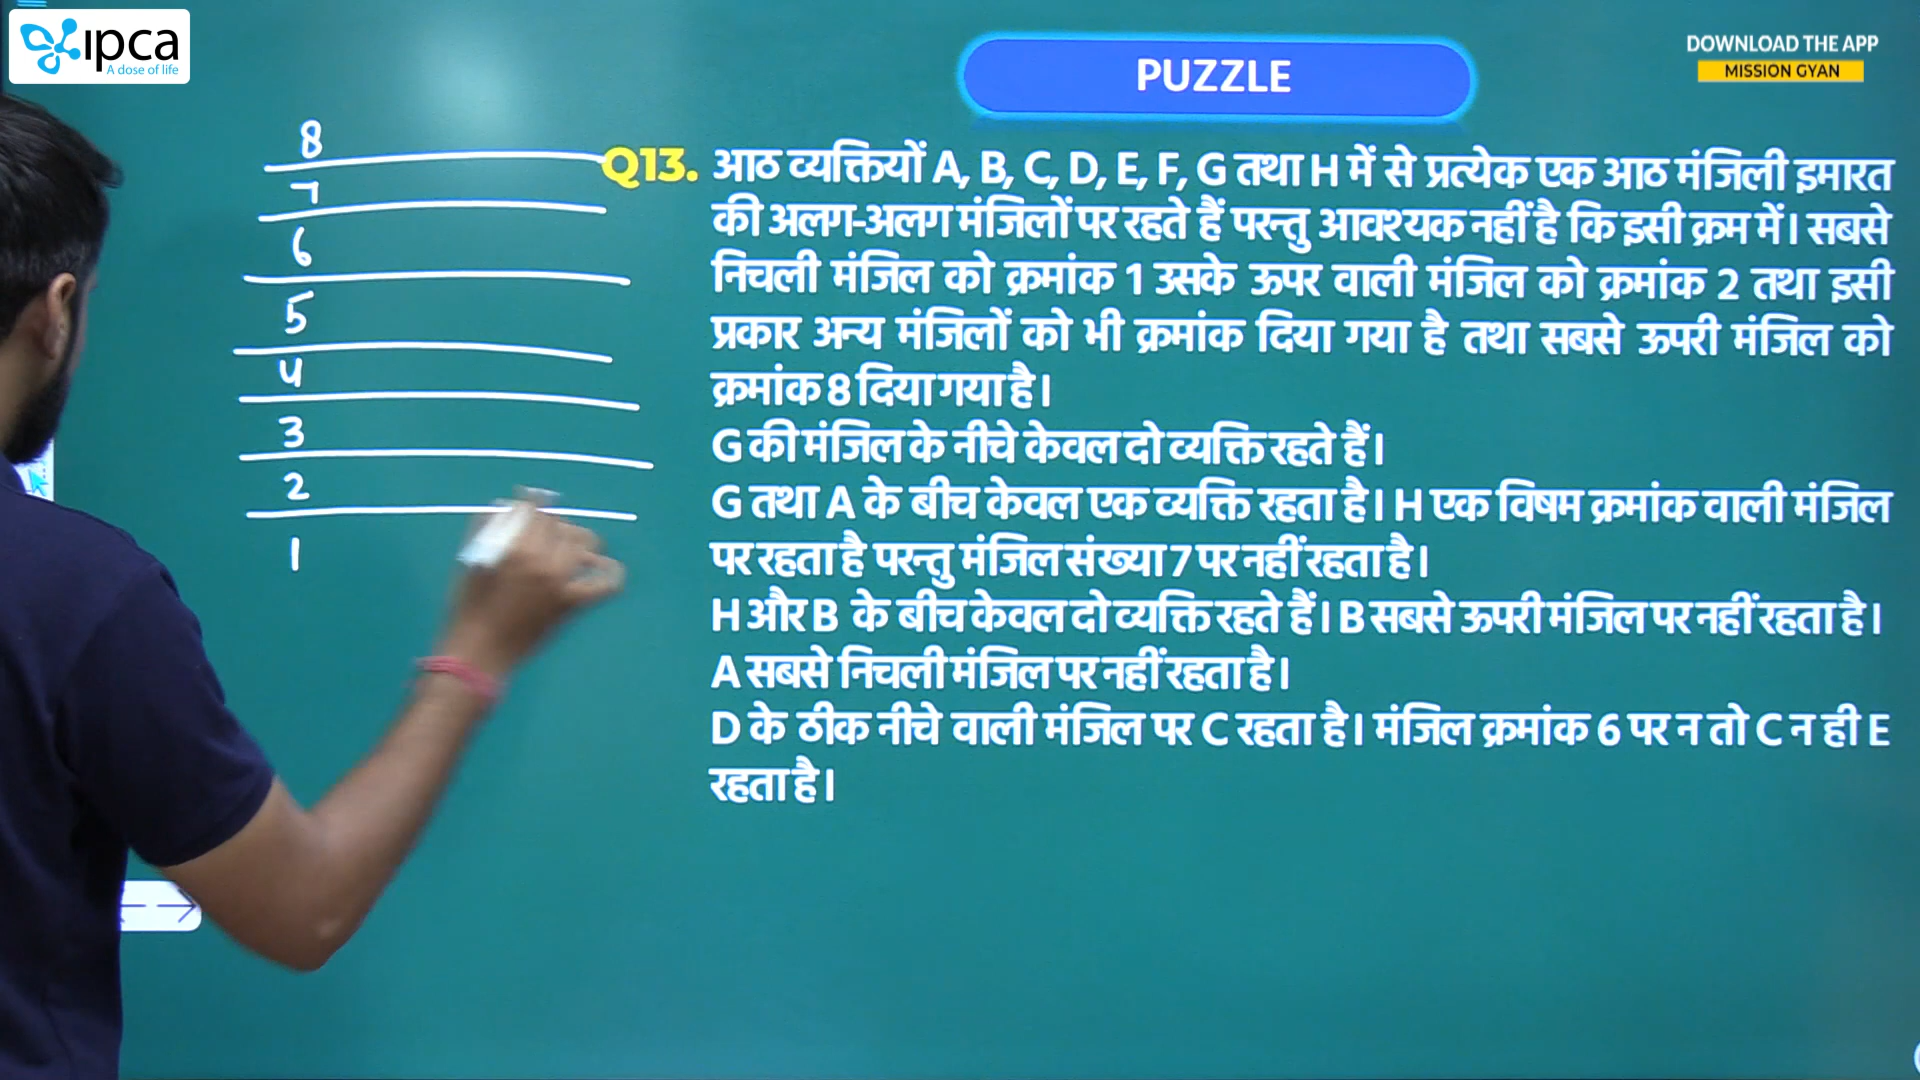 ipca
A dose of life
DOWNLOAD THE APP
MISSION GYAN
PUZZLE
8
7
6
5
4
3
2
1
Q13. आठ व्यक्तियों A, B, C, D, E, F, G तथा H में से प्रत्येक एक आठ मंजिली इमारत
की अलग-अलग मंजिलों पर रहते हैं परन्तु आवश्यक नहीं है कि इसी क्रम में। सबसे
निचली मंजिल को क्रमांक 1 उसके ऊपर वाली मंजिल को क्रमांक 2 तथा इसी
प्रकार अन्य मंजिलों को भी क्रमांक दिया गया है तथा सबसे ऊपरी मंजिल को
क्रमांक 8 दिया गया है।
G की मंजिल के नीचे केवल दो व्यक्ति रहते हैं।
G तथा A के बीच केवल एक व्यक्ति रहता है। H एक विषम क्रमांक वाली मंजिल
पर रहता है परन्तु मंजिल संख्या 7 पर नहीं रहता है।
H और B के बीच केवल दो व्यक्ति रहते हैं। B सबसे ऊपरी मंजिल पर नहीं रहता है।
A सबसे निचली मंजिल पर नहीं रहता है।
D के ठीक नीचे वाली मंजिल पर C रहता है। मंजिल क्रमांक 6 पर न तो C न ही E
रहता है।